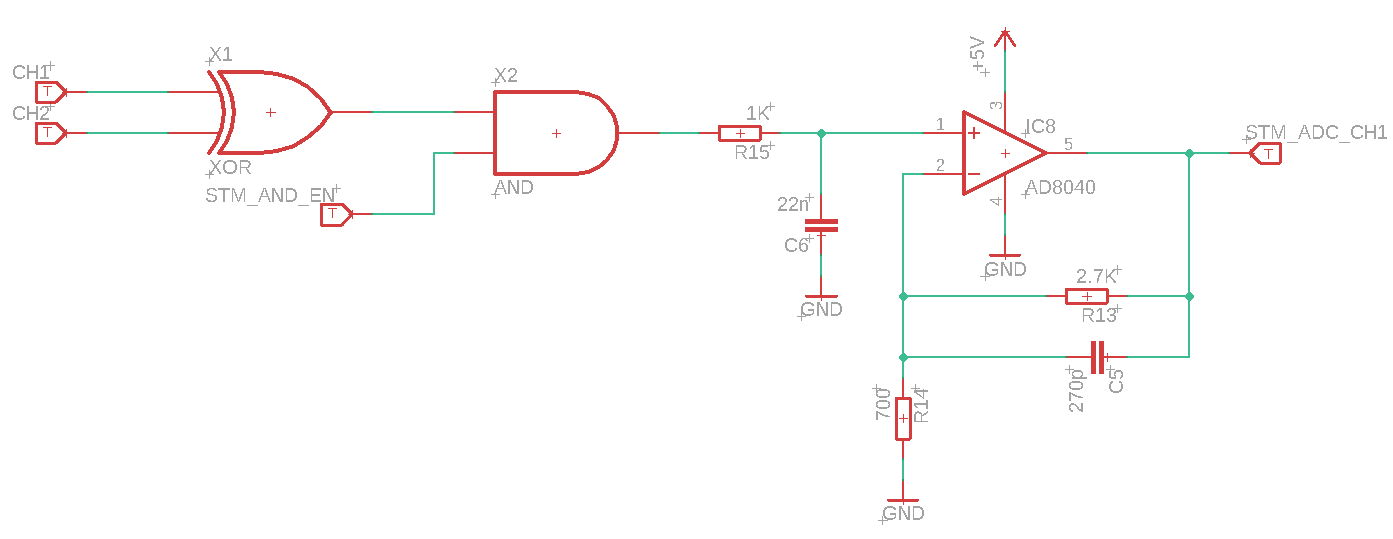 CH1
CH2
X1
XOR
STM_AND_EN
X2
AND
1K
R15
22n
C6
GND
+5V
3
1
2
5
4
IC8
AD8040
GND
STM_ADC_CH1
2.7K
R13
270p
C5
700
R14
GND
T
T
T
T